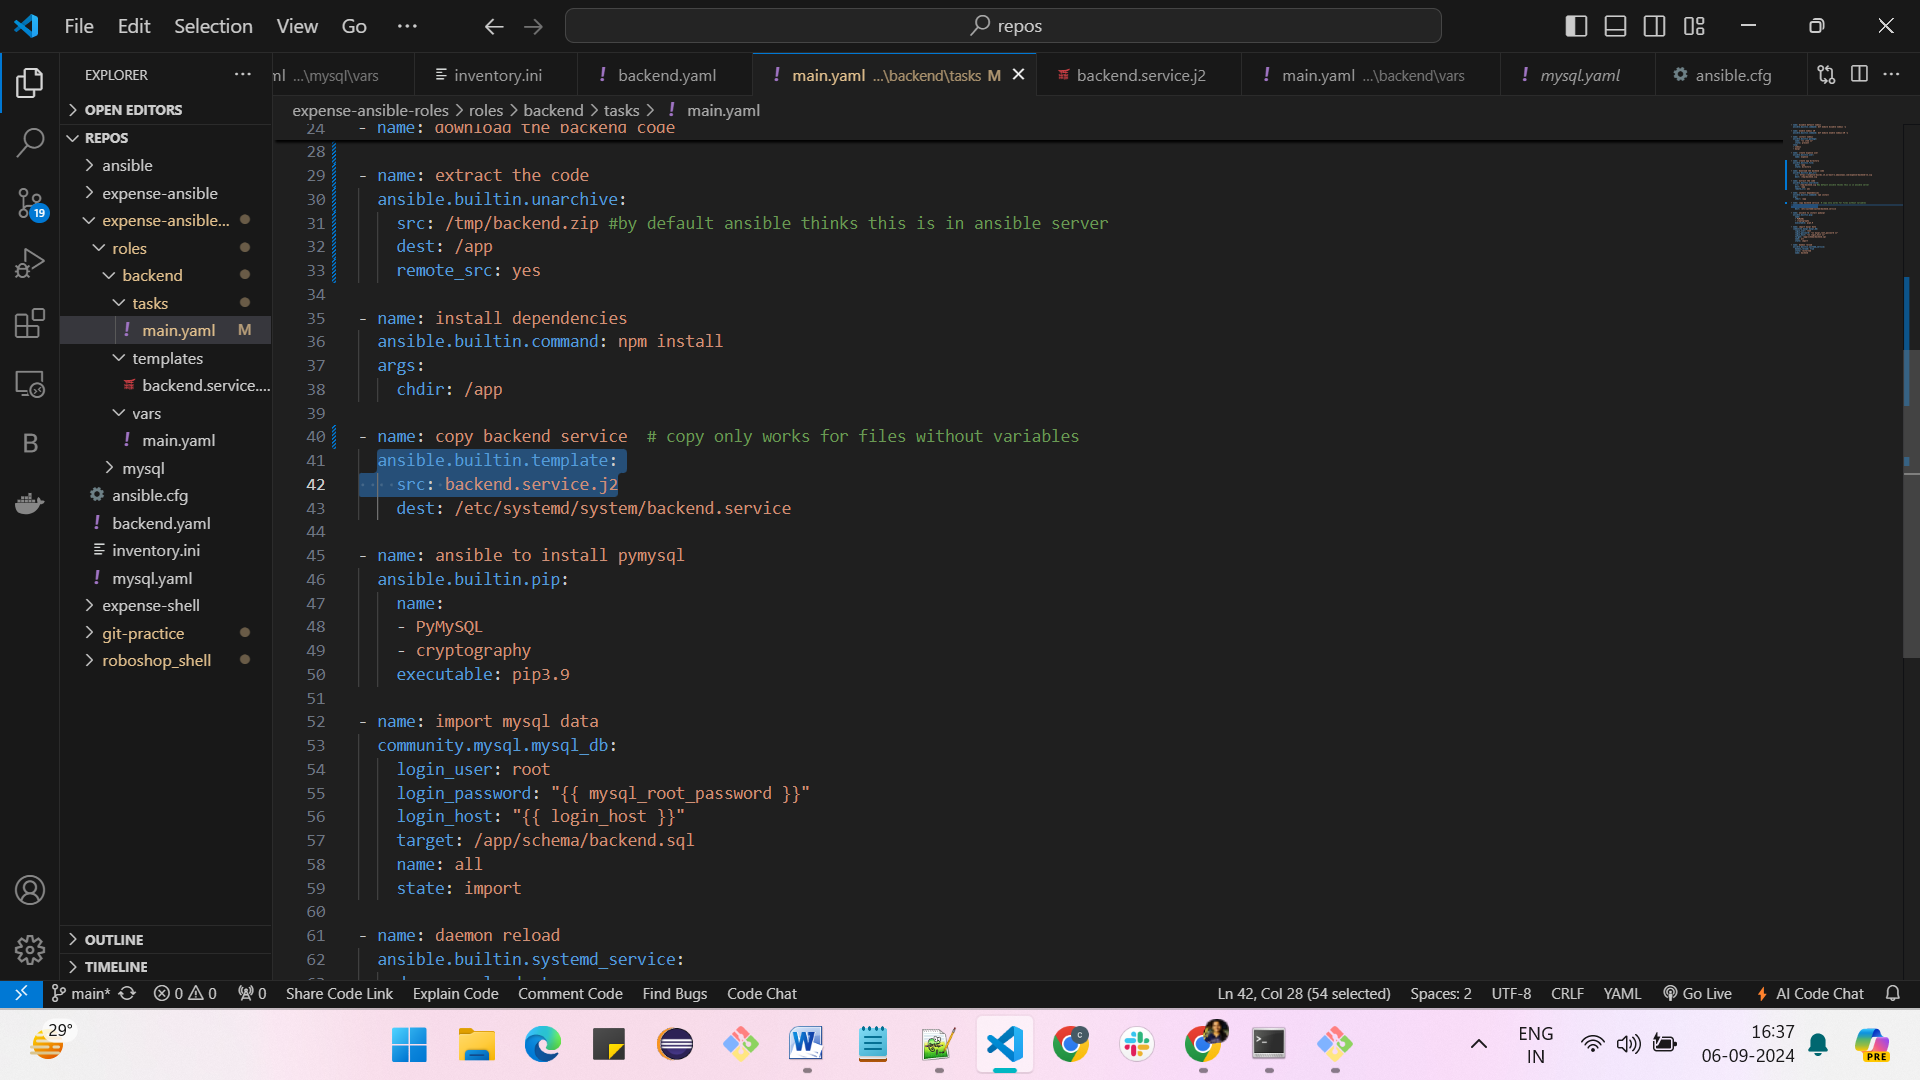 File Edit Selection View Go ··· repos
EXPLORER ···
ml ...\mysql\vars inventory.ini ! backend.yaml ! main.yaml ...\backend\tasks M backend.service.j2 ! main.yaml ...\backend\vars ! mysql.yaml ansible.cfg ···
expense-ansible-roles > roles > backend > tasks > ! main.yaml
OPEN EDITORS
REPOS
ansible
expense-ansible
expense-ansible...
roles
backend
tasks
! main.yaml M
templates
backend.service....
vars
! main.yaml
mysql
ansible.cfg
! backend.yaml
inventory.ini
! mysql.yaml
expense-shell
git-practice
roboshop_shell
OUTLINE
TIMELINE
19
B
24 - name: download the backend code
28
29 - name: extract the code
30 ansible.builtin.unarchive:
31 src: /tmp/backend.zip #by default ansible thinks this is in ansible server
32 dest: /app
33 remote_src: yes
34
35 - name: install dependencies
36 ansible.builtin.command: npm install
37 args:
38 chdir: /app
39
40 - name: copy backend service  # copy only works for files without variables
41 ansible.builtin.template:
42 src: backend.service.j2
43 dest: /etc/systemd/system/backend.service
44
45 - name: ansible to install pymysql
46 ansible.builtin.pip:
47 name:
48 - PyMySQL
49 - cryptography
50 executable: pip3.9
51
52 - name: import mysql data
53 community.mysql.mysql_db:
54 login_user: root
55 login_password: "{{ mysql_root_password }}"
56 login_host: "{{ login_host }}"
57 target: /app/schema/backend.sql
58 name: all
59 state: import
60
61 - name: daemon reload
62 ansible.builtin.systemd_service:
main* 0 0 0 Share Code Link Explain Code Comment Code Find Bugs Code Chat Ln 42, Col 28 (54 selected) Spaces: 2 UTF-8 CRLF YAML Go Live AI Code Chat
29° ENG IN 16:37 06-09-2024 PRE